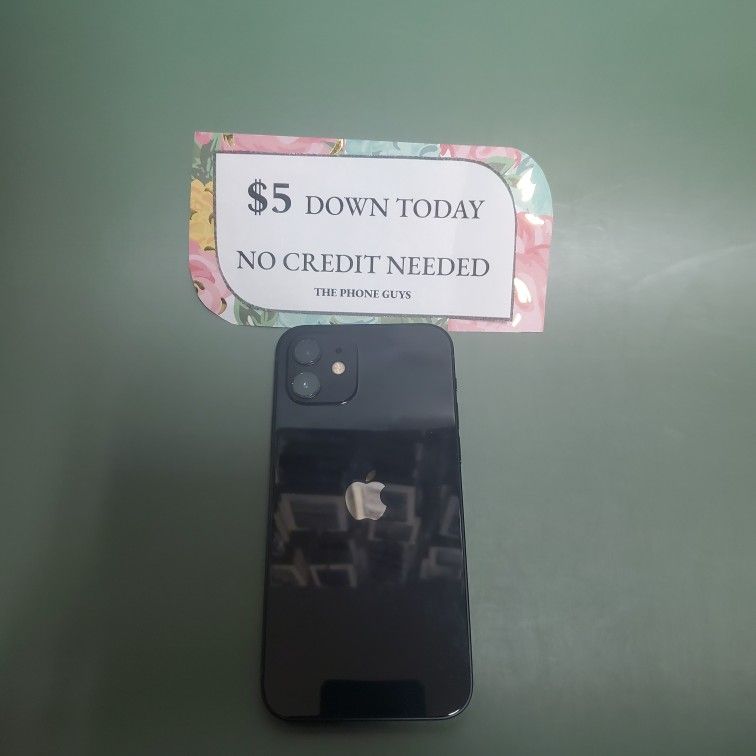 $5 DOWN TODAY
NO CREDIT NEEDED
THE PHONE GUYS